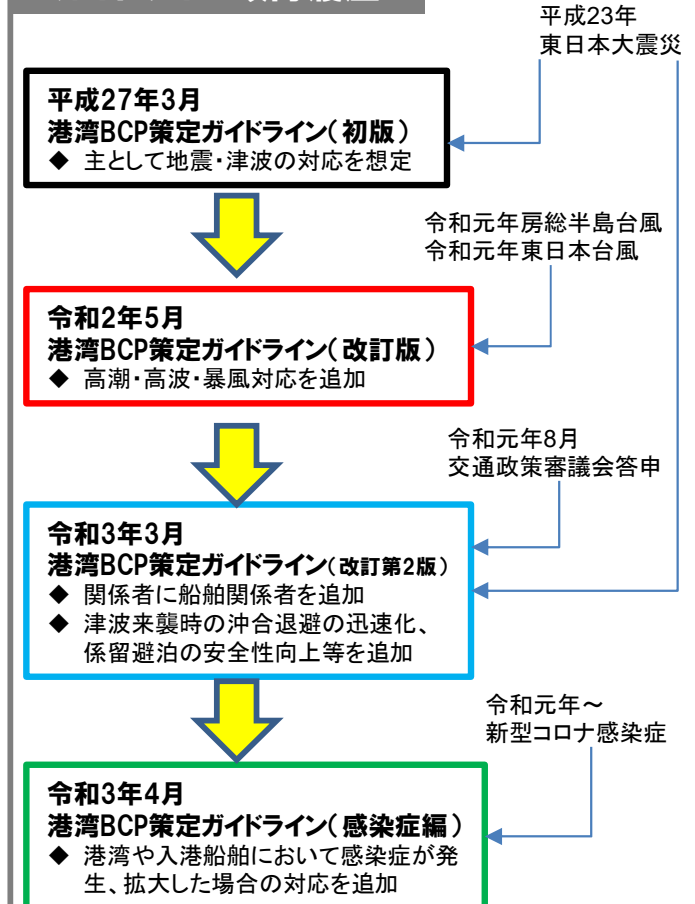 平成23年
東日本大震災
平成27年3月
港湾BCP策定ガイドライン(初版)
◆ 主として地震・津波の対応を想定
令和元年房総半島台風
令和元年東日本台風
令和2年5月
港湾BCP策定ガイドライン(改訂版)
◆ 高潮・高波・暴風対応を追加
令和元年8月
交通政策審議会答申
令和3年3月
港湾BCP策定ガイドライン(改訂第2版)
◆ 関係者に船舶関係者を追加
◆ 津波来襲時の沖合退避の迅速化、
係留避泊の安全性向上等を追加
令和元年～
新型コロナ感染症
令和3年4月
港湾BCP策定ガイドライン(感染症編)
◆ 港湾や入港船舶において感染症が発
生、拡大した場合の対応を追加